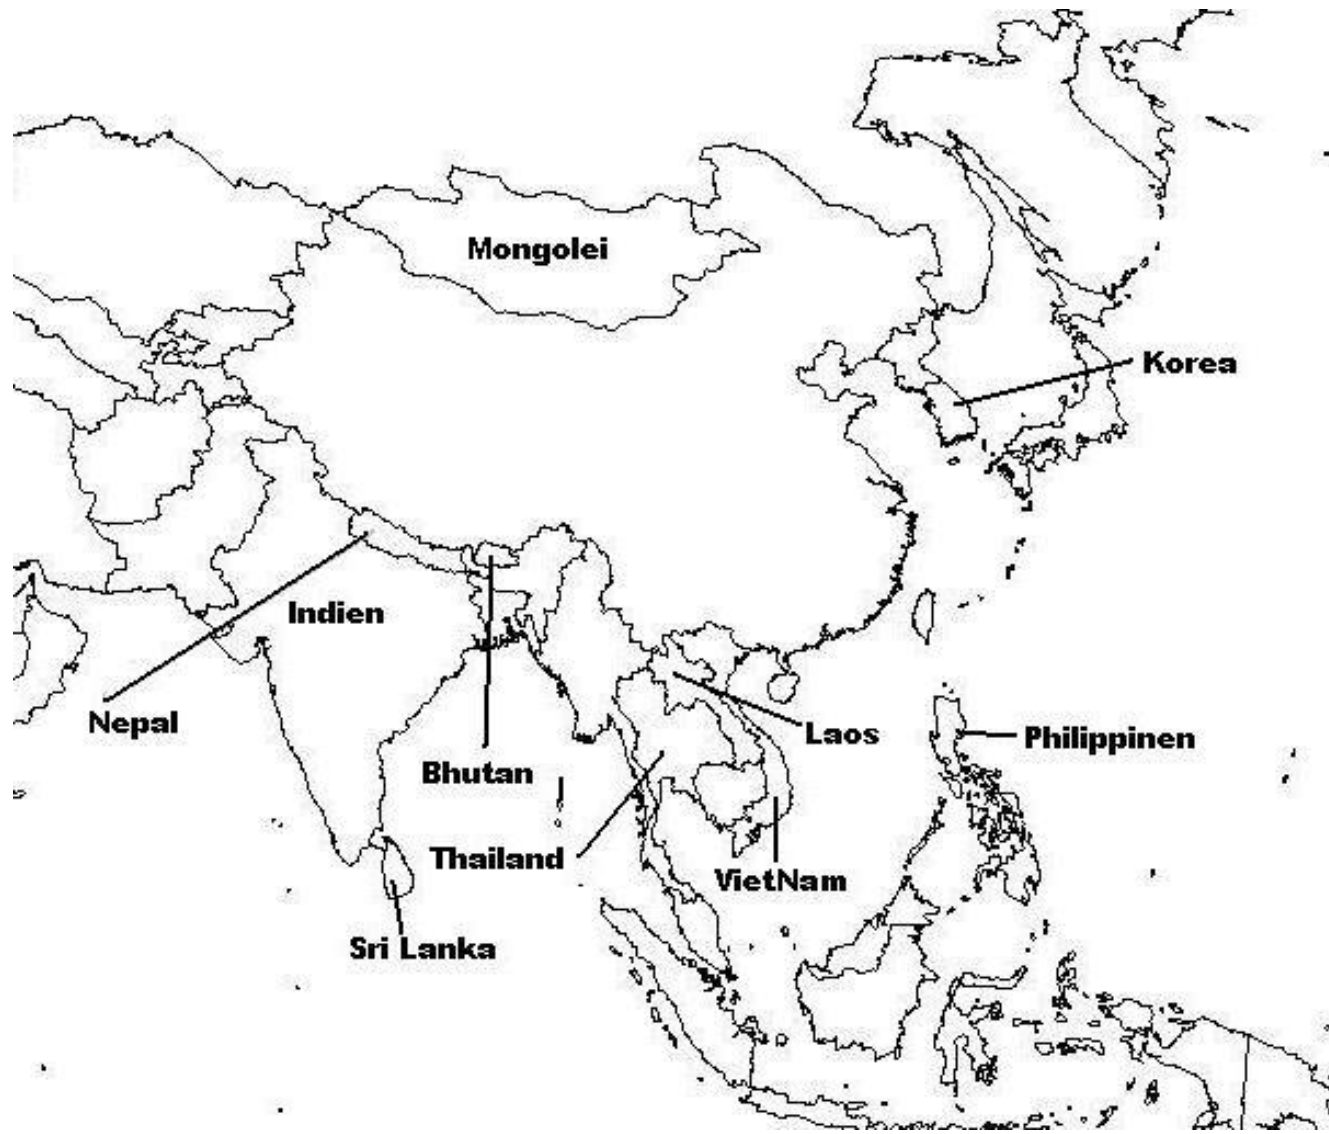 Mongolei
Korea
Indien
Nepal
Laos
Philippinen
Bhutan
Thailand
VietNam
Sri Lanka